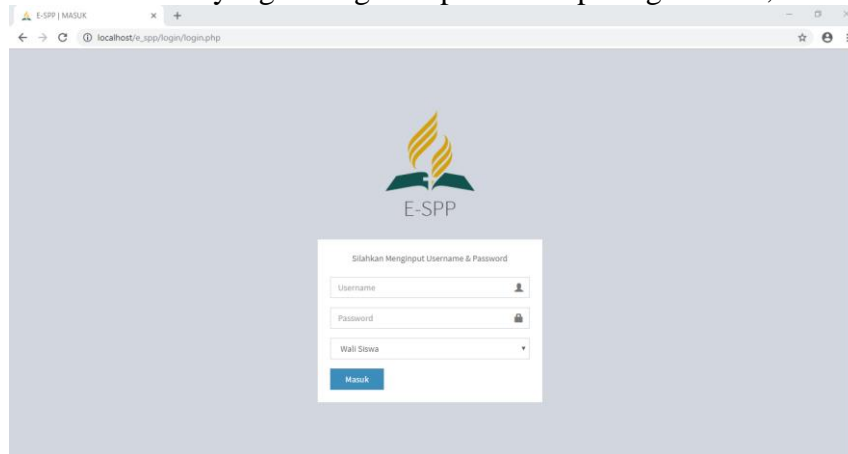 E-SPP | MASUK
localhost/e_spp/login/login.php
E-SPP
Silahkan Menginput Username & Password
Username
Password
Wali Siswa
Masuk